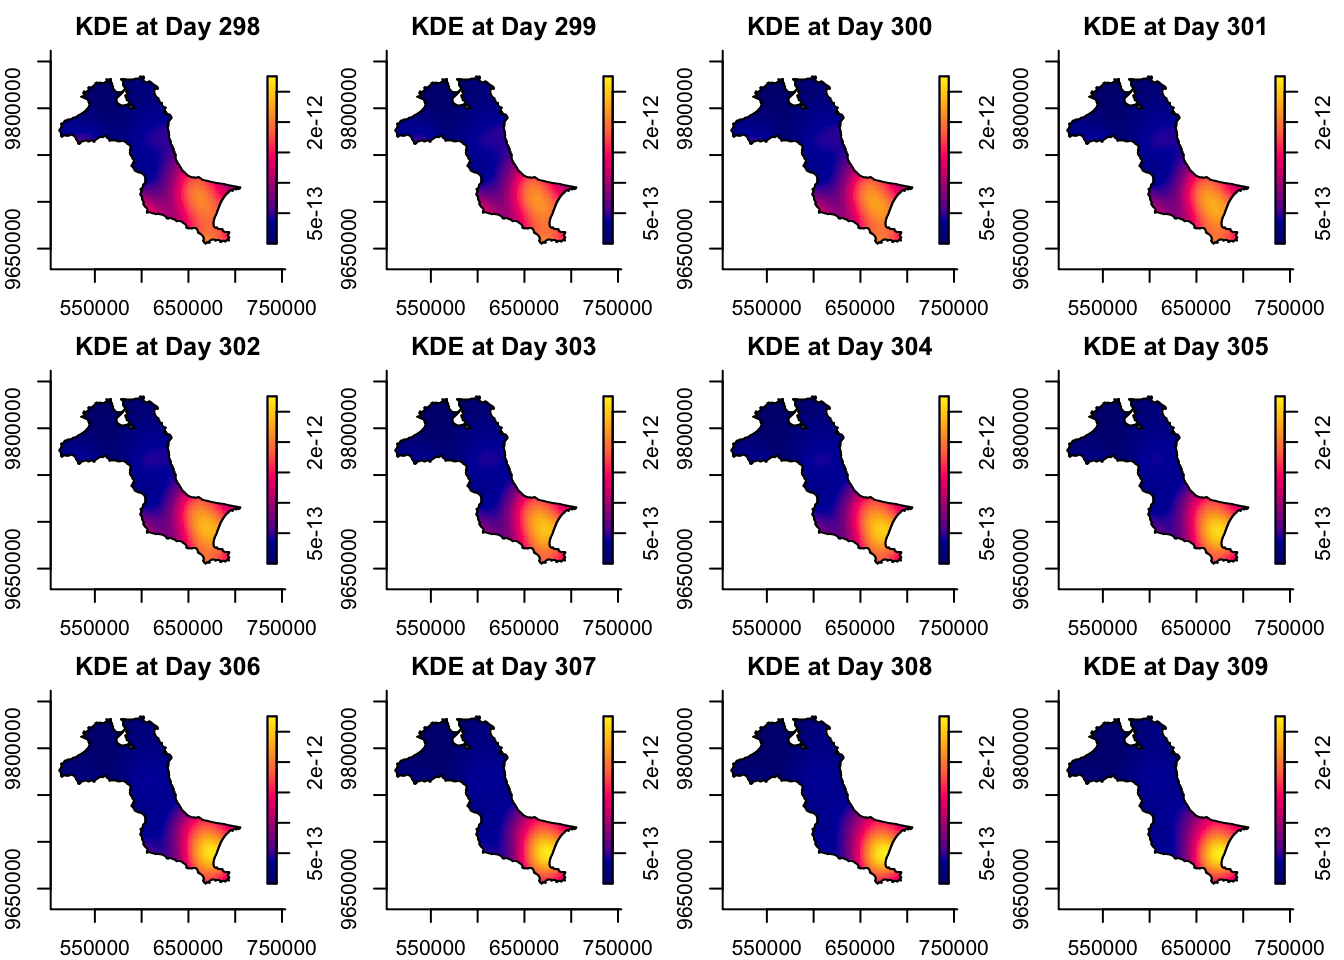 KDE at Day 298
9800000
9650000
2e-12
5e-13
550000 650000 750000
KDE at Day 299
9800000
9650000
2e-12
5e-13
550000 650000 750000
KDE at Day 300
9800000
9650000
2e-12
5e-13
550000 650000 750000
KDE at Day 301
9800000
9650000
2e-12
5e-13
550000 650000 750000
KDE at Day 302
9800000
9650000
2e-12
5e-13
550000 650000 750000
KDE at Day 303
9800000
9650000
2e-12
5e-13
550000 650000 750000
KDE at Day 304
9800000
9650000
2e-12
5e-13
550000 650000 750000
KDE at Day 305
9800000
9650000
2e-12
5e-13
550000 650000 750000
KDE at Day 306
9800000
9650000
2e-12
5e-13
550000 650000 750000
KDE at Day 307
9800000
9650000
2e-12
5e-13
550000 650000 750000
KDE at Day 308
9800000
9650000
2e-12
5e-13
550000 650000 750000
KDE at Day 309
9800000
9650000
2e-12
5e-13
550000 650000 750000